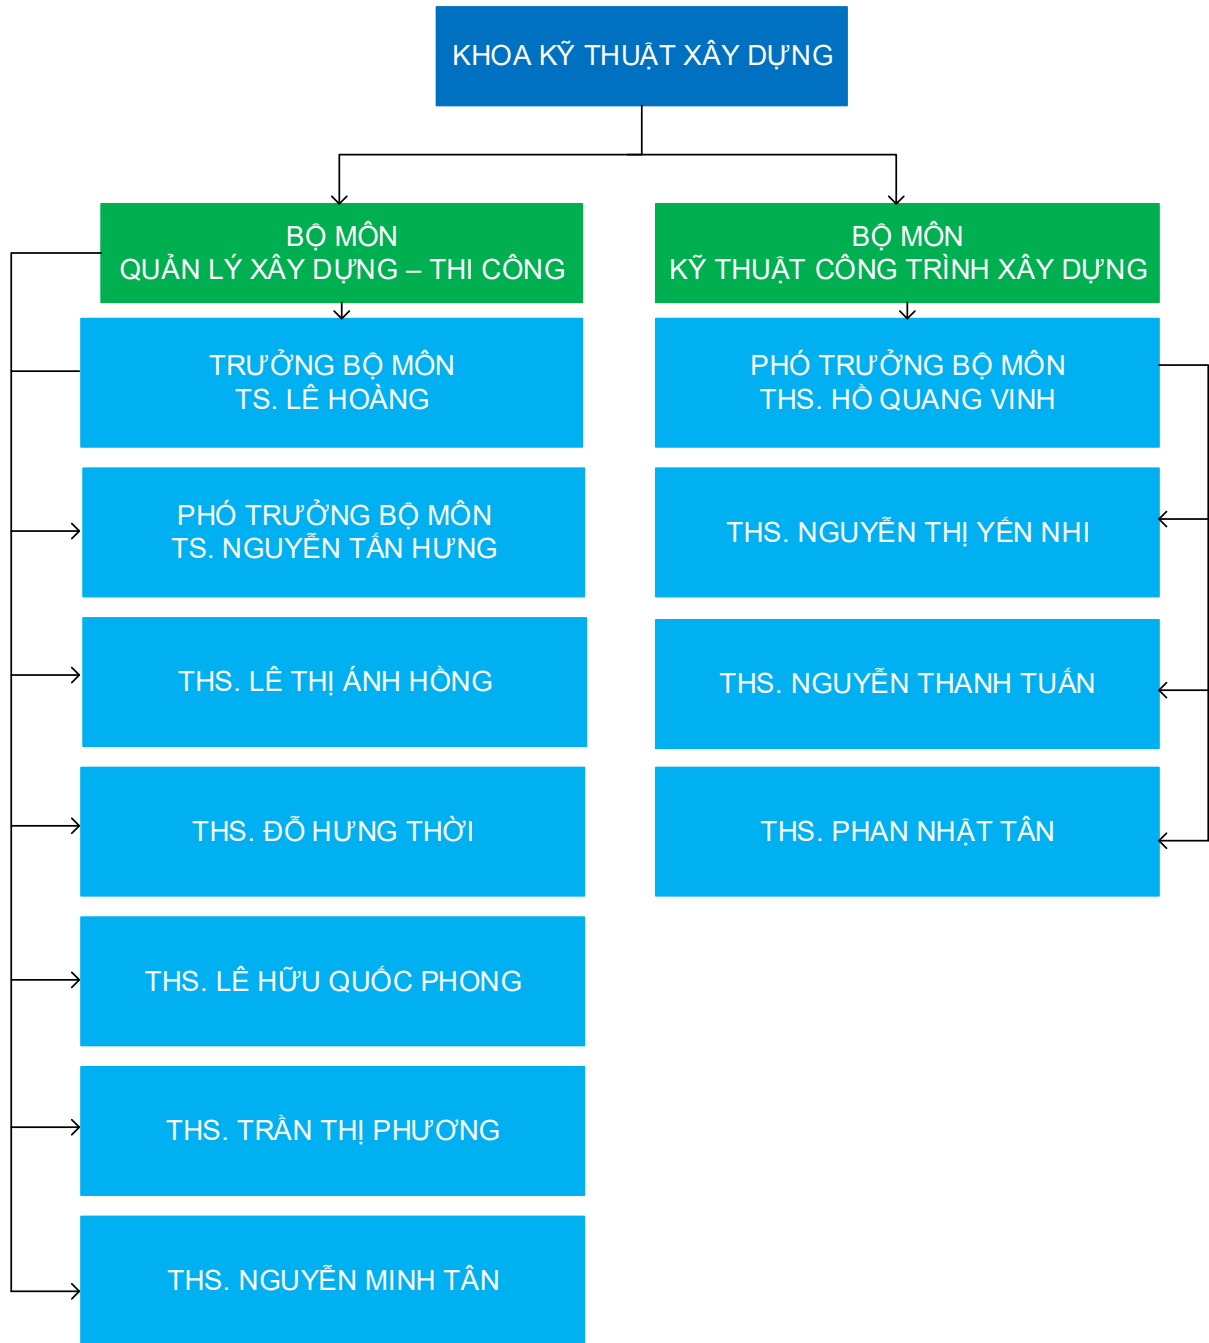 KHOA KỸ THUẬT XÂY DỰNG
BỘ MÔN
QUẢN LÝ XÂY DỰNG – THI CÔNG
TRƯỞNG BỘ MÔN
TS. LÊ HOÀNG
PHÓ TRƯỞNG BỘ MÔN
TS. NGUYỄN TẤN HƯNG
THS. LÊ THỊ ÁNH HỒNG
THS. ĐỖ HƯNG THỜI
THS. LÊ HỮU QUỐC PHONG
THS. TRẦN THỊ PHƯƠNG
THS. NGUYỄN MINH TÂN
BỘ MÔN
KỸ THUẬT CÔNG TRÌNH XÂY DỰNG
PHÓ TRƯỞNG BỘ MÔN
THS. HỒ QUANG VINH
THS. NGUYỄN THỊ YẾN NHI
THS. NGUYỄN THANH TUẤN
THS. PHAN NHẬT TÂN